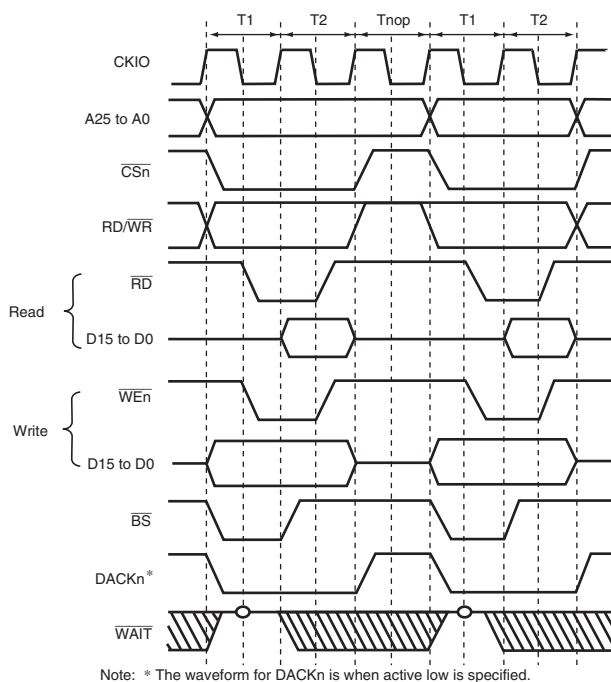 T1 T2 Tnop T1 T2
CKIO
A25 to A0
CSn
RD/WR
RD
Read
D15 to D0
WEn
Write
D15 to D0
BS
DACKn*
WAIT
Note: * The waveform for DACKn is when active low is specified.